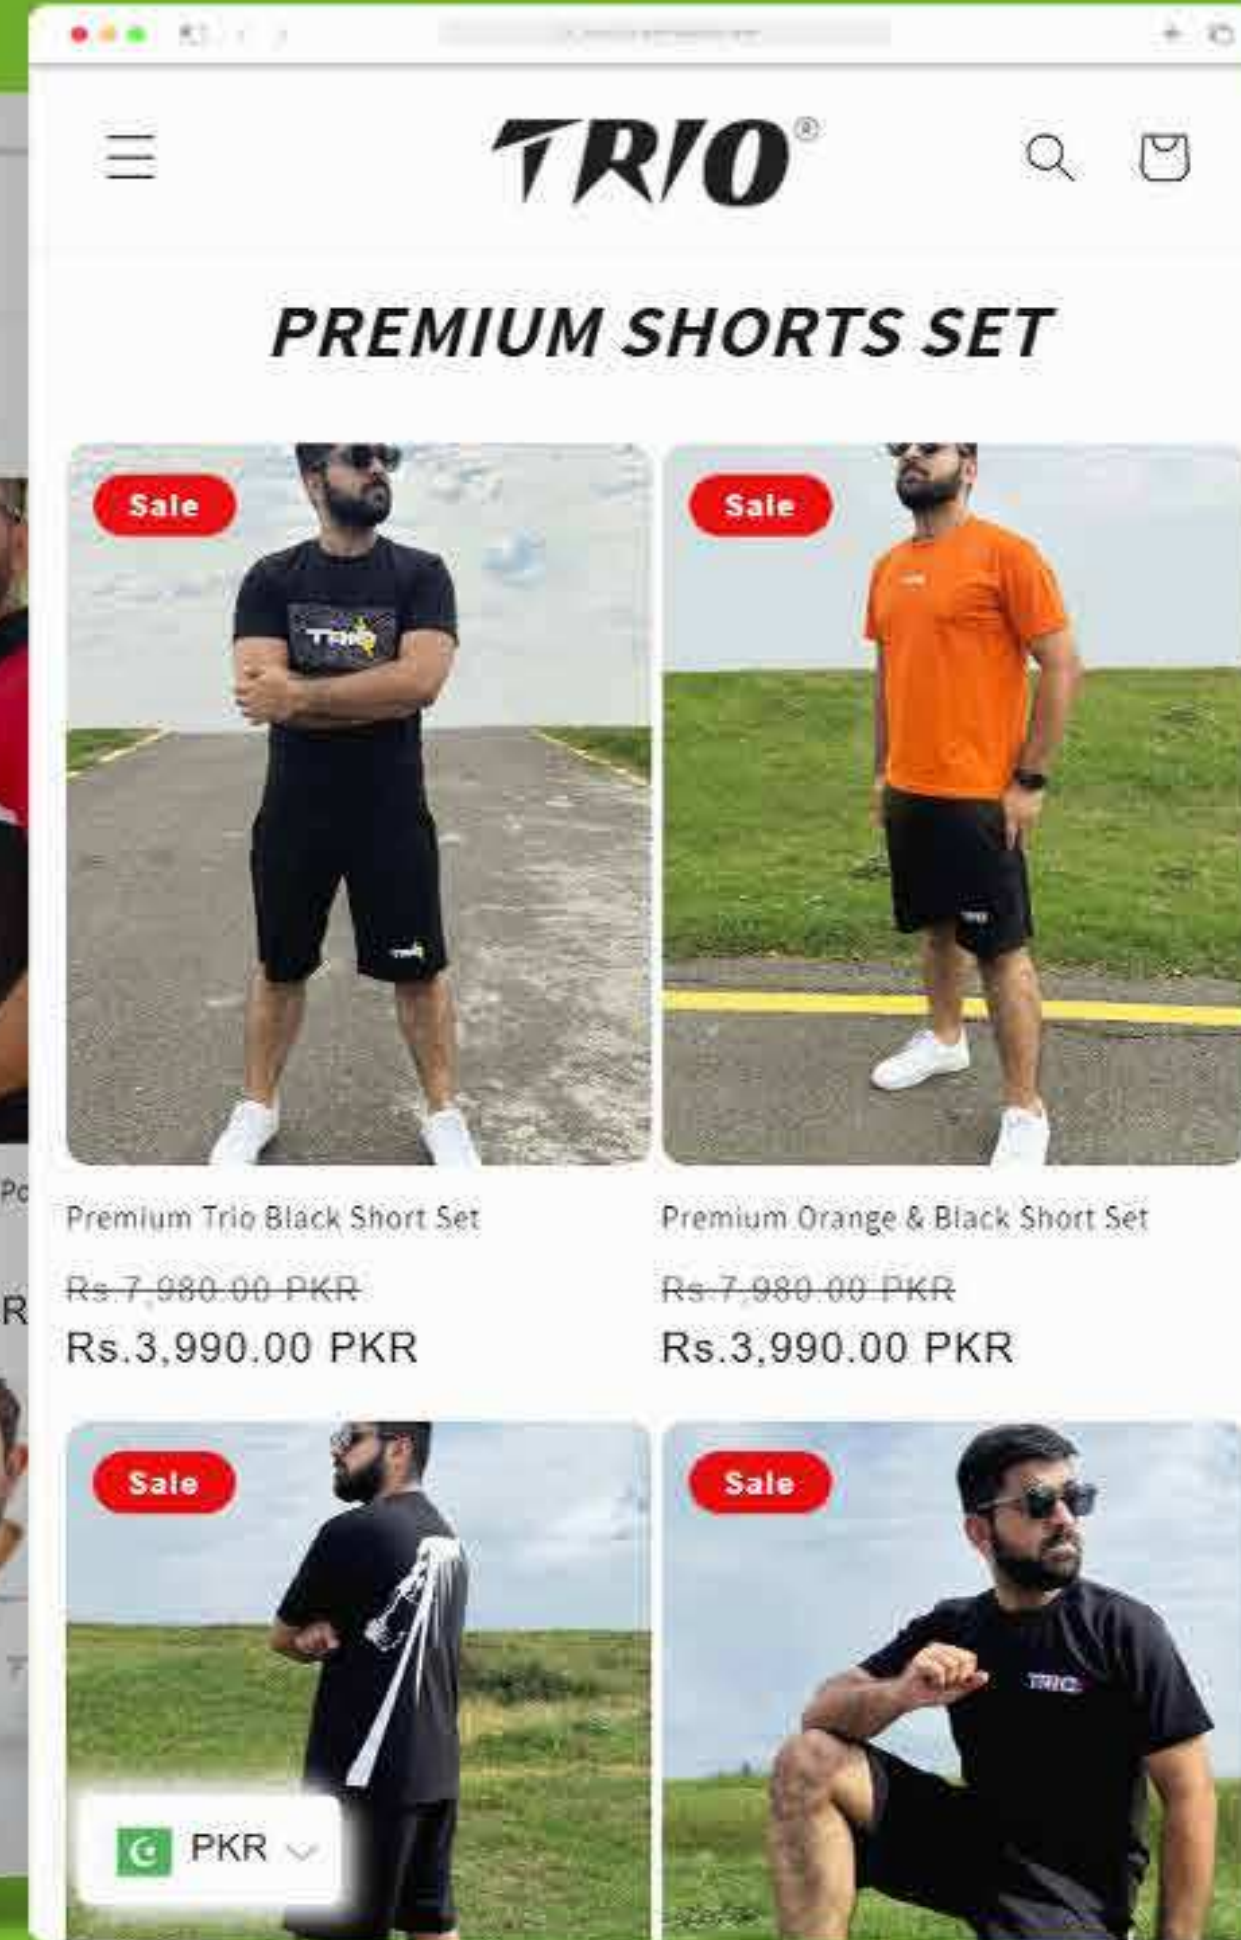 TRIO®
PREMIUM SHORTS SET
Sale
Sale
TRIO
Premium Trio Black Short Set
Premium Orange & Black Short Set
Rs.7,980.00 PKR
Rs.7,980.00 PKR
Rs.3,990.00 PKR
Rs.3,990.00 PKR
Sale
Sale
TRIO
PKR